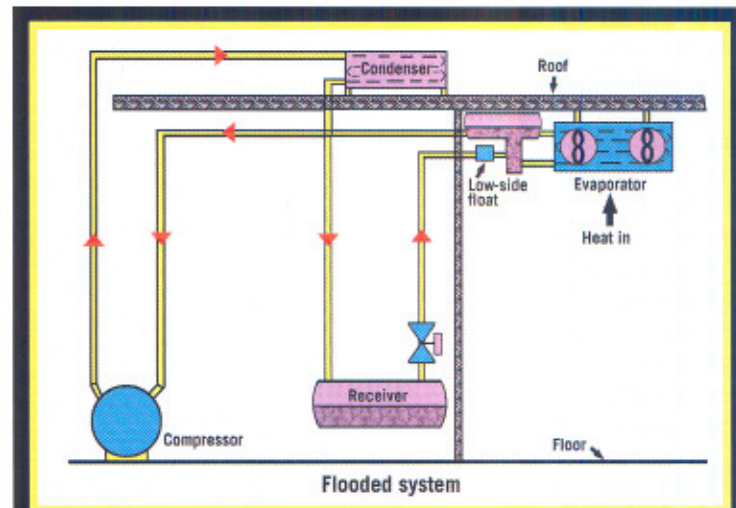 Condenser
Roof
Low-side
float
Evaporator
Heat in
Receiver
Compressor
Floor
Flooded system